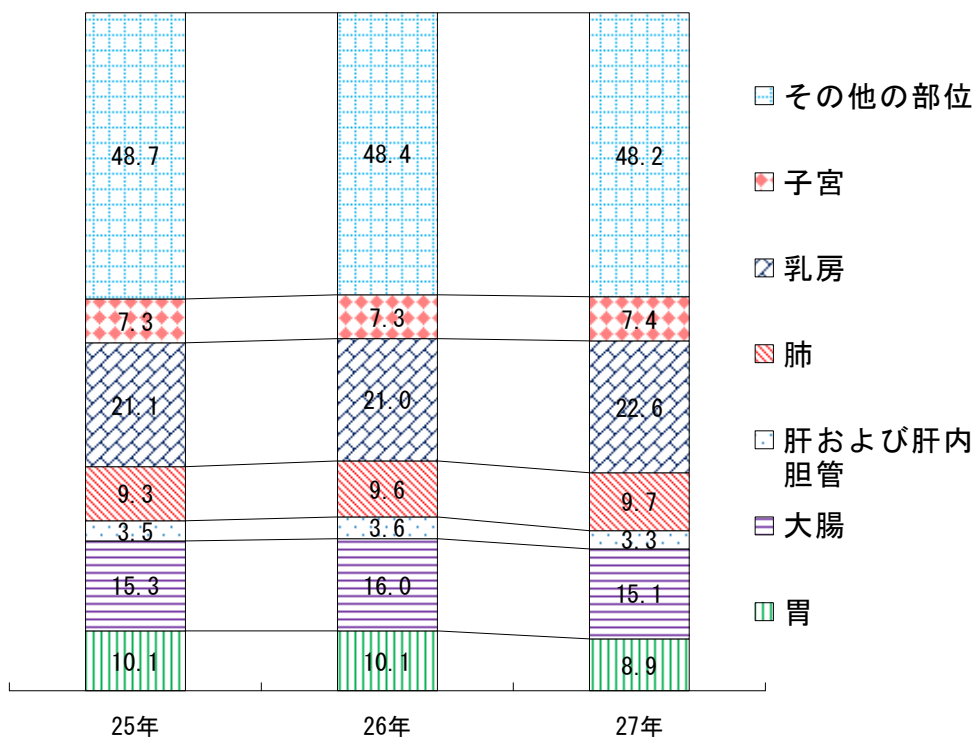 48.7
48.4
48.2
7.3
7.3
7.4
21.1
21.0
22.6
9.3
9.6
9.7
3.5
3.6
3.3
15.3
16.0
15.1
10.1
10.1
8.9
25年
26年
27年
その他の部位
子宮
乳房
肺
肝および肝内
胆管
大腸
胃